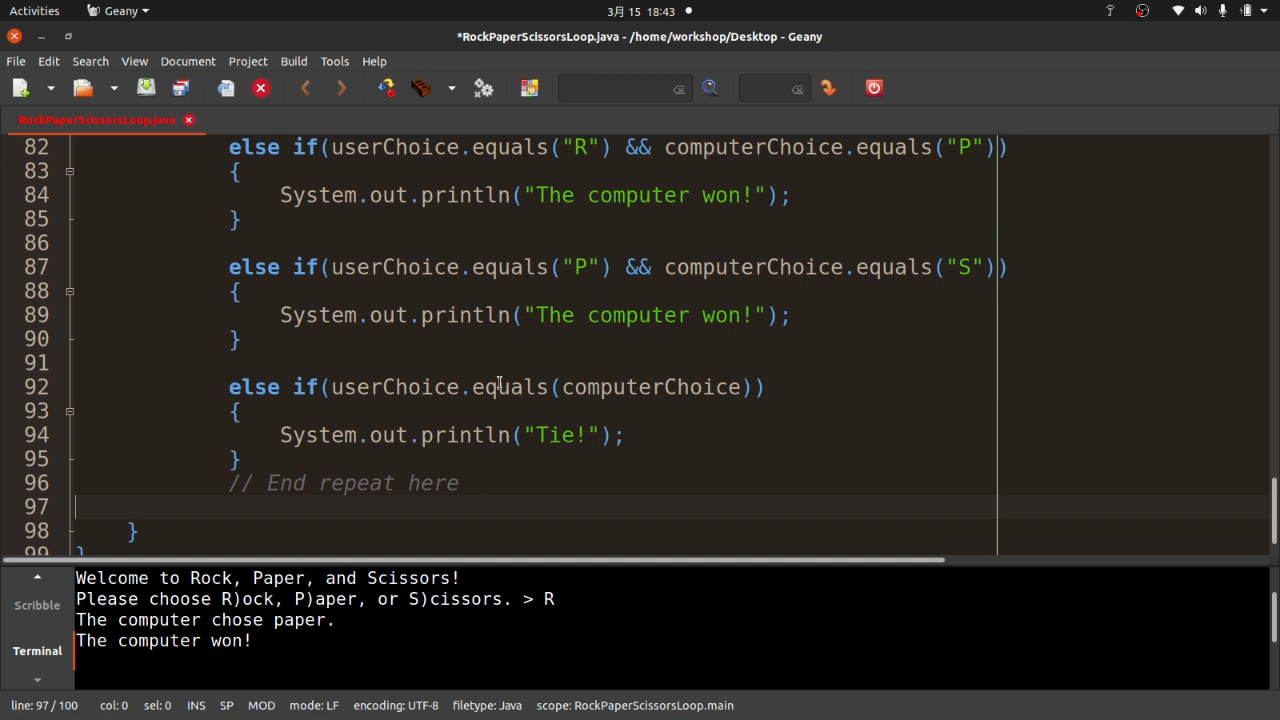 Activities Geany 3月 15 18:43
*RockPaperScissorsLoop.java - /home/workshop/Desktop - Geany
File Edit Search View Document Project Build Tools Help
RockPaperScissorsLoop.java
82 else if(userChoice.equals("R") && computerChoice.equals("P"))
83 {
84 System.out.println("The computer won!");
85 }
86
87 else if(userChoice.equals("P") && computerChoice.equals("S"))
88 {
89 System.out.println("The computer won!");
90 }
91
92 else if(userChoice.equals(computerChoice))
93 {
94 System.out.println("Tie!");
95 }
96 // End repeat here
97
98 }
99 }
Welcome to Rock, Paper, and Scissors!
Scribble
Please choose R)ock, P)aper, or S)cissors. > R
The computer chose paper.
The computer won!
Terminal
line: 97 / 100 col: 0 sel: 0 INS SP MOD mode: LF encoding: UTF-8 filetype: Java scope: RockPaperScissorsLoop.main